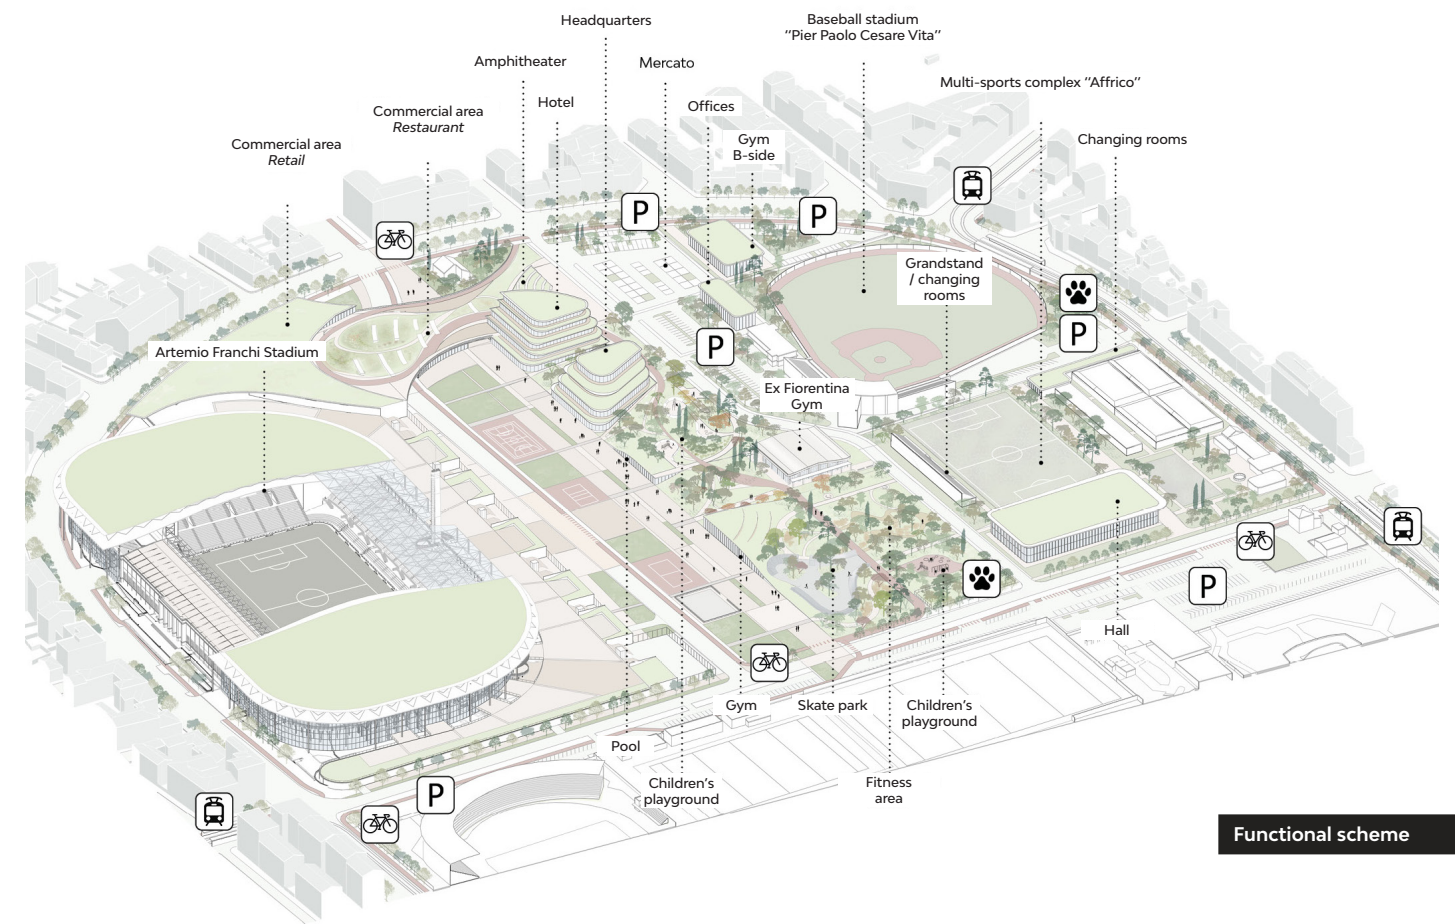 Headquarters
Baseball stadium
"Pier Paolo Cesare Vita"
Amphitheater
Mercato
Multi-sports complex "Affrico"
Hotel
Offices
Commercial area
Restaurant
Gym
B-side
Changing rooms
Commercial area
Retail
P
P
Grandstand
/ changing
rooms
P
P
Artemio Franchi Stadium
Ex Fiorentina
Gym
P
Hall
Gym
Skate park
Children's
playground
Pool
Children's
playground
Fitness
area
P
Functional scheme